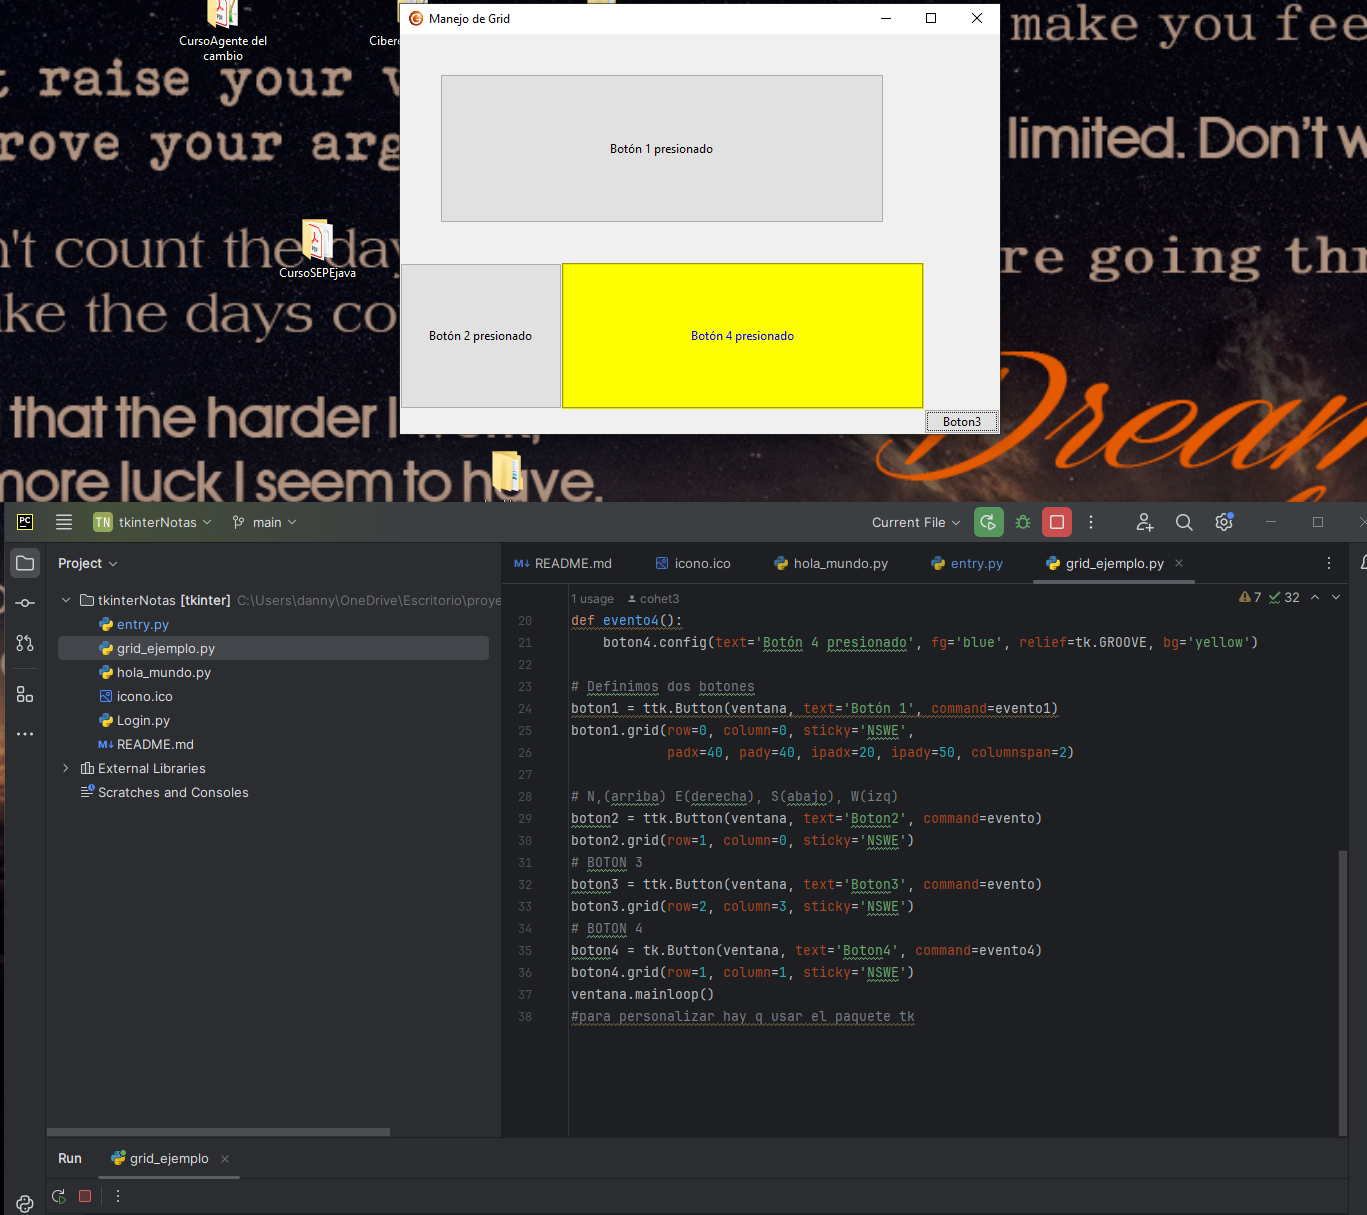 CursoAgente del
cambio
Manejo de Grid
make you fee
t raise your v
rove your arg
limited. Don't w
Botón 1 presionado
n't count the day
ke the days co
re going thr
CursoSEPEjava
Botón 2 presionado
Botón 4 presionado
Boton3
that the harder I work,
more luck I seem to have.
Dream
PC
TN tkinterNotas
main
Current File
Project
README.md
icono.ico
hola_mundo.py
entry.py
grid_ejemplo.py
tkinterNotas [tkinter] C:\Users\danny\OneDrive\Escritorio\proye
entry.py
grid_ejemplo.py
hola_mundo.py
icono.ico
Login.py
M↓ README.md
External Libraries
Scratches and Consoles
1 usage cohet3
7 32
20 def evento4():
21 boton4.config(text='Botón 4 presionado', fg='blue', relief=tk.GROOVE, bg='yellow')
22
23 # Definimos dos botones
24 boton1 = ttk.Button(ventana, text='Botón 1', command=evento1)
25 boton1.grid(row=0, column=0, sticky='NSWE',
26 padx=40, pady=40, ipadx=20, ipady=50, columnspan=2)
27
28 # N,(arriba) E(derecha), S(abajo), W(izq)
29 boton2 = ttk.Button(ventana, text='Boton2', command=evento)
30 boton2.grid(row=1, column=0, sticky='NSWE')
31 # BOTON 3
32 boton3 = ttk.Button(ventana, text='Boton3', command=evento)
33 boton3.grid(row=2, column=3, sticky='NSWE')
34 # BOTON 4
35 boton4 = tk.Button(ventana, text='Boton4', command=evento4)
36 boton4.grid(row=1, column=1, sticky='NSWE')
37 ventana.mainloop()
38 #para personalizar hay q usar el paquete tk
Run
grid_ejemplo